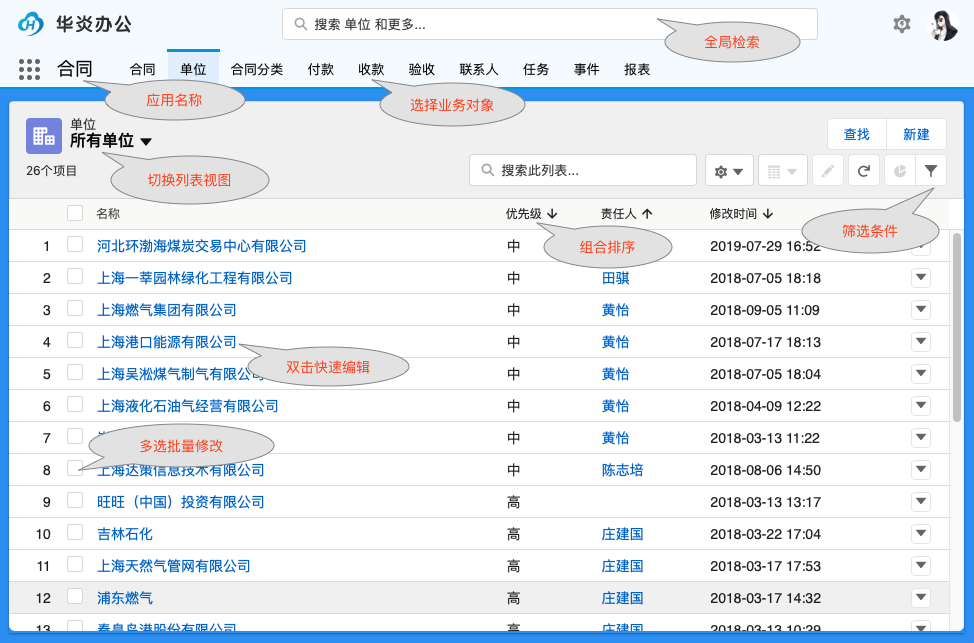 华炎办公
搜索 单位 和更多...
全局检索
合同
合同 单位 合同分类 付款 收款 验收 联系人 任务 事件 报表
应用名称
选择业务对象
单位
所有单位
查找 新建
26个项目
切换列表视图
搜索此列表...
名称 优先级 责任人 修改时间
筛选条件
组合排序
1 河北环渤海煤炭交易中心有限公司 中 2019-07-29 16:52
2 上海一莘园林绿化工程有限公司 中 田骐 2018-07-05 18:18
3 上海燃气集团有限公司 中 黄怡 2018-09-05 11:09
4 上海港口能源有限公司 中 黄怡 2018-07-17 18:13
双击快速编辑
5 上海吴淞煤气制气有限公司 中 黄怡 2018-07-05 18:04
6 上海液化石油气经营有限公司 中 黄怡 2018-04-09 12:22
7 中 黄怡 2018-03-13 11:22
多选批量修改
8 上海达策信息技术有限公司 中 陈志培 2018-08-06 14:50
9 旺旺（中国）投资有限公司 高 2018-03-13 13:17
10 吉林石化 高 庄建国 2018-03-22 17:04
11 上海天然气管网有限公司 高 庄建国 2018-03-17 17:53
12 浦东燃气 高 庄建国 2018-03-17 14:32
13 秦皇岛港股份有限公司 高 庄建国 2018-03-13 10:29